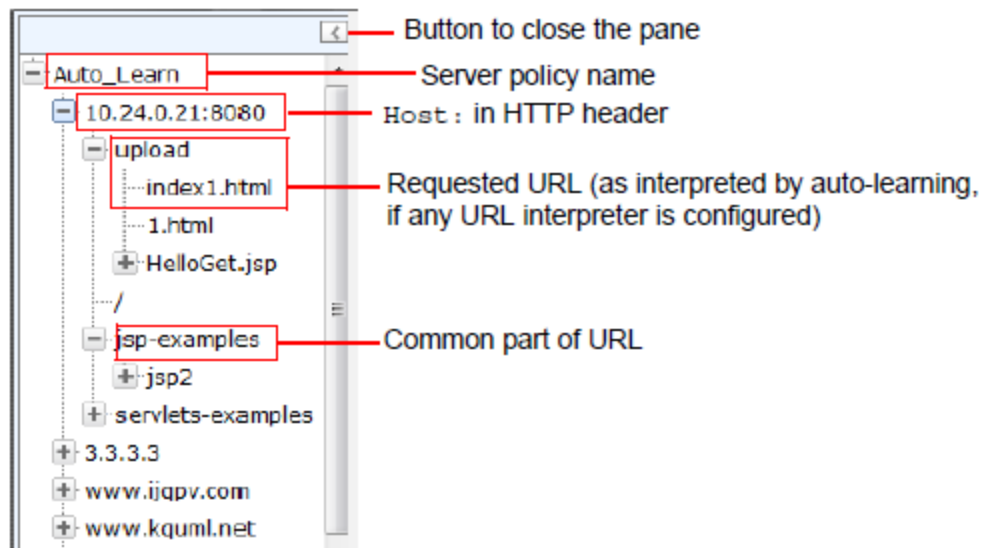 Button to close the pane
Auto_Learn
Server policy name
10.24.0.21:8080
Host: in HTTP header
upload
index1.html
Requested URL (as interpreted by auto-learning,
if any URL interpreter is configured)
1.html
HelloGet.jsp
/
jsp-examples
Common part of URL
jsp2
servlets-examples
3.3.3.3
www.ijqpv.com
www.kquml.net